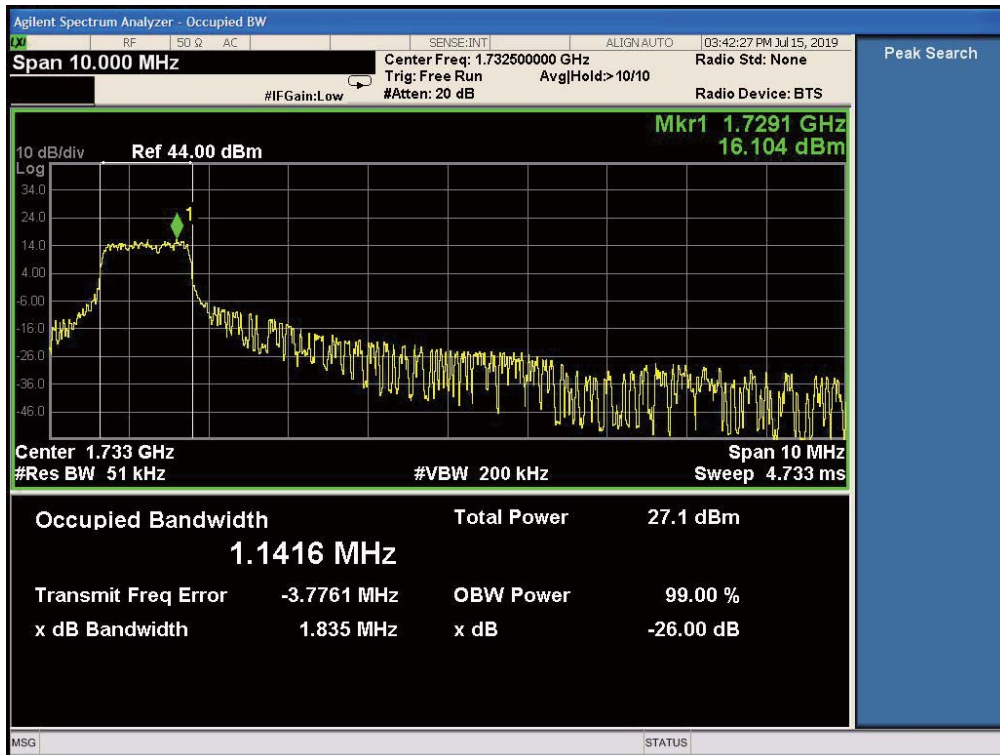 Agilent Spectrum Analyzer - Occupied BW
LXI RF 50 Ω AC SENSE:INT ALIGN AUTO 03:42:27 PM Jul 15, 2019
Span 10.000 MHz
Center Freq: 1.732500000 GHz
Radio Std: None
Trig: Free Run Avg|Hold:> 10/10
#IFGain:Low #Atten: 20 dB Radio Device: BTS
Peak Search
Mkr1 1.7291 GHz
16.104 dBm
10 dB/div Ref 44.00 dBm
Log
34.0
24.0
1
14.0
4.00
-6.00
-16.0
-26.0
-36.0
-46.0
Center 1.733 GHz Span 10 MHz
#Res BW 51 kHz #VBW 200 kHz Sweep 4.733 ms
Occupied Bandwidth Total Power 27.1 dBm
1.1416 MHz
Transmit Freq Error -3.7761 MHz OBW Power 99.00 %
x dB Bandwidth 1.835 MHz x dB -26.00 dB
MSG STATUS